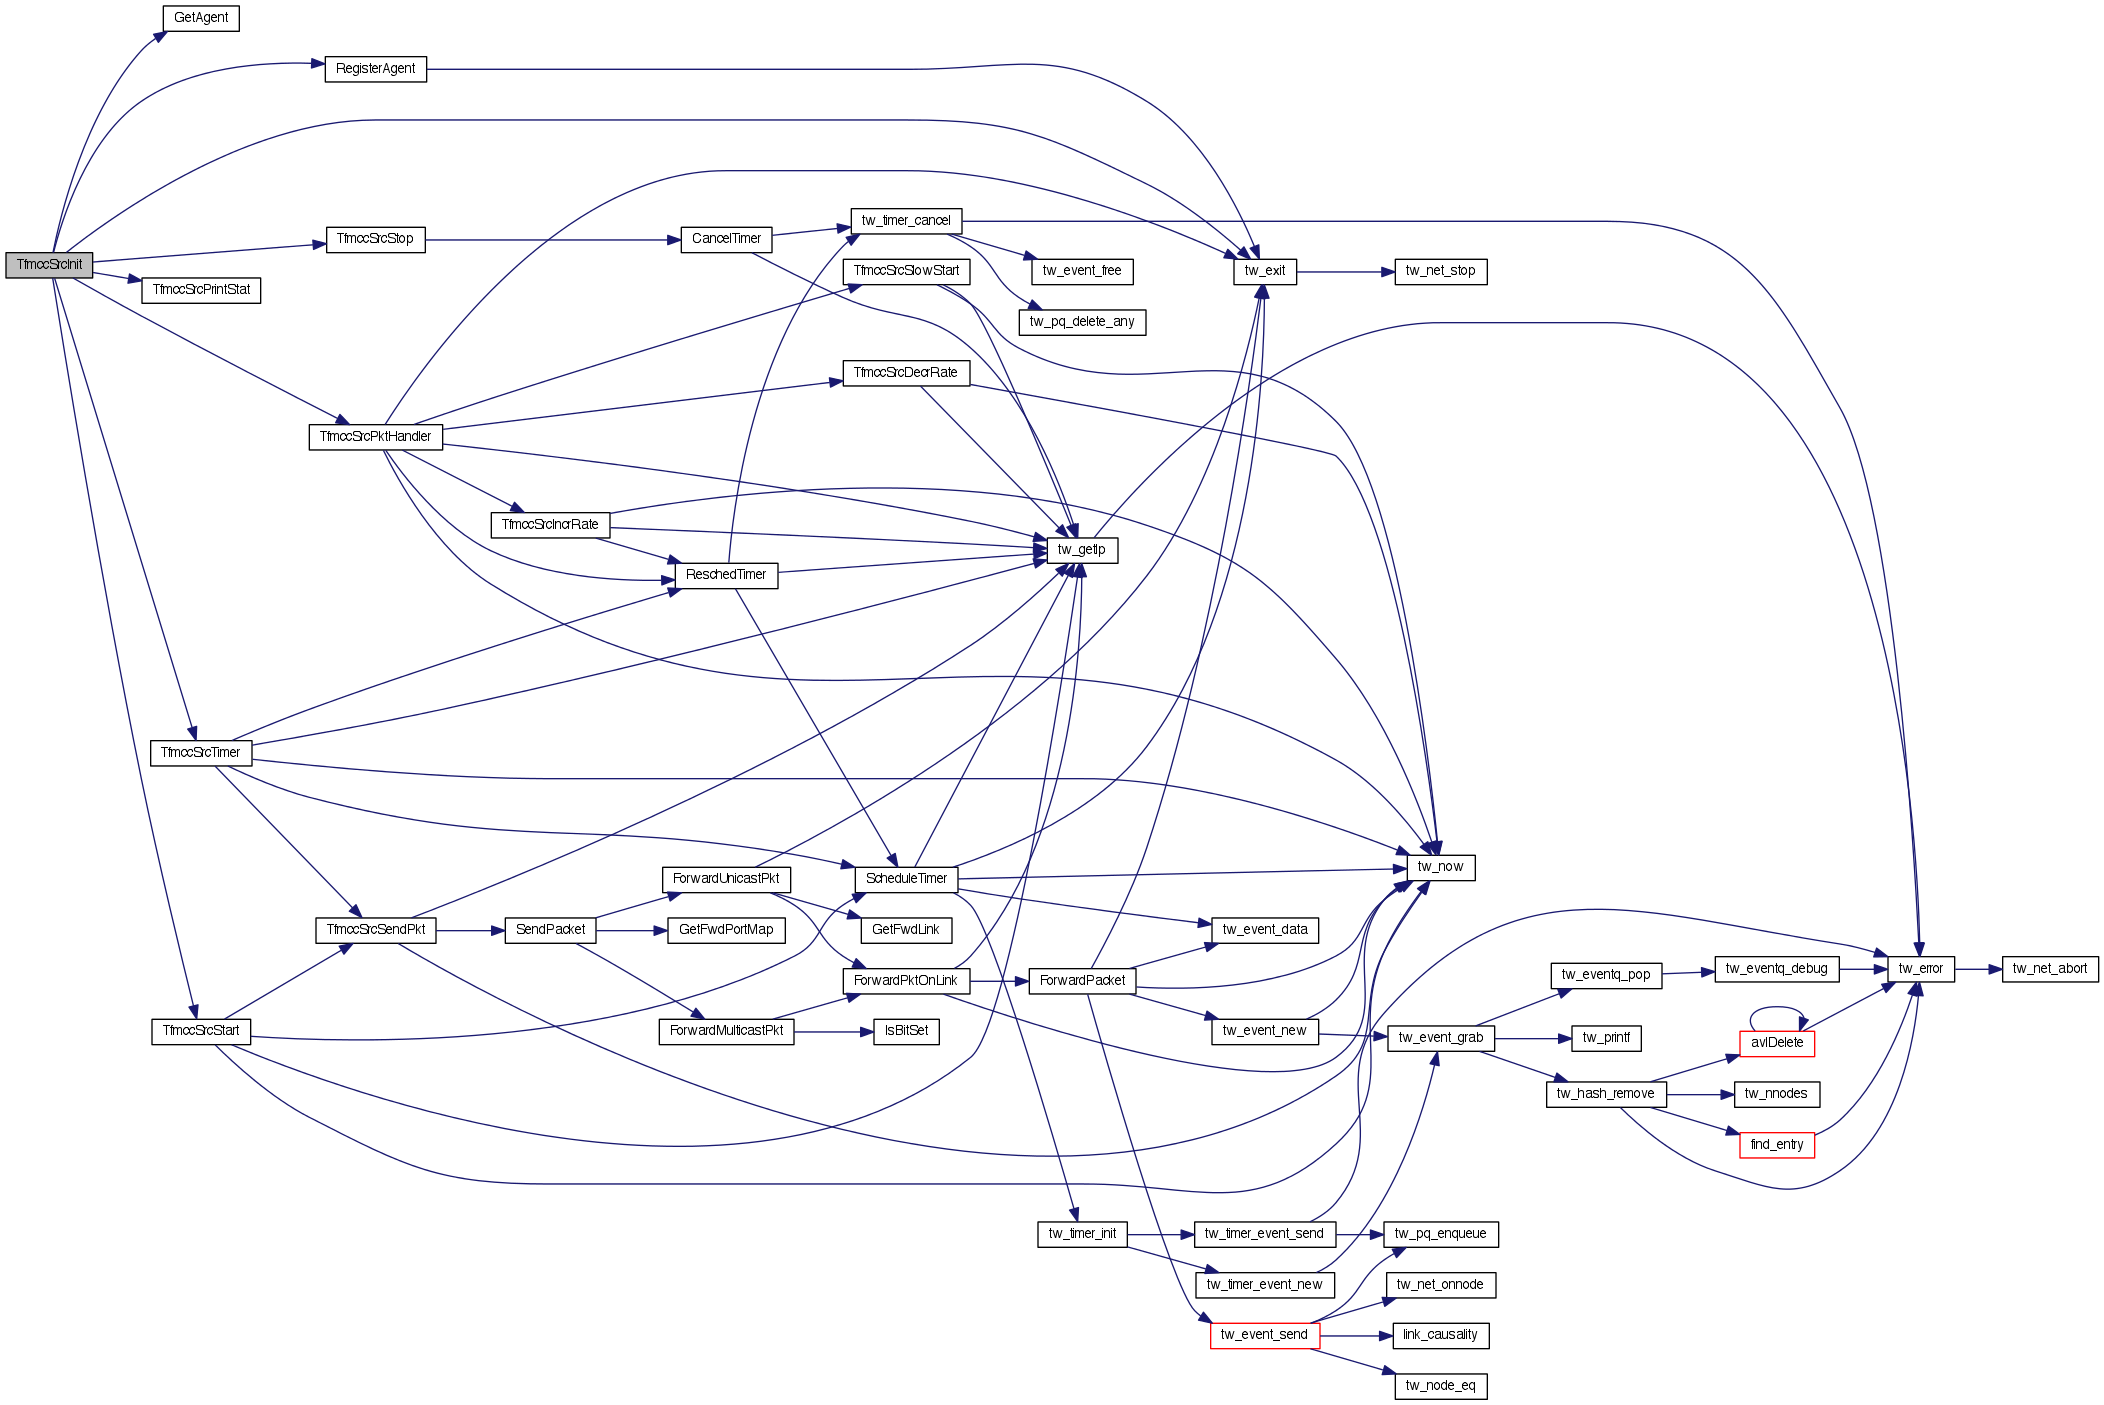 GetAgent
RegisterAgent
tw_timer_cancel
TfmccSrcStop
CancelTimer
TfmccSrcInit
TfmccSrcSlowStart
tw_event_free
tw_exit
tw_net_stop
TfmccSrcPrintStat
tw_pq_delete_any
TfmccSrcDecrRate
TfmccSrcPktHandler
TfmccSrcIncrRate
tw_getlp
ReschedTimer
TfmccSrcTimer
tw_now
ForwardUnicastPkt
ScheduleTimer
TfmccSrcSendPkt
SendPacket
GetFwdPortMap
GetFwdLink
tw_event_data
tw_eventq_pop
tw_eventq_debug
tw_error
tw_net_abort
ForwardPktOnLink
ForwardPacket
TfmccSrcStart
ForwardMulticastPkt
IsBitSet
tw_event_new
tw_event_grab
tw_printf
avlDelete
tw_hash_remove
tw_nnodes
find_entry
tw_timer_init
tw_timer_event_send
tw_pq_enqueue
tw_timer_event_new
tw_net_onnode
tw_event_send
link_causality
tw_node_eq